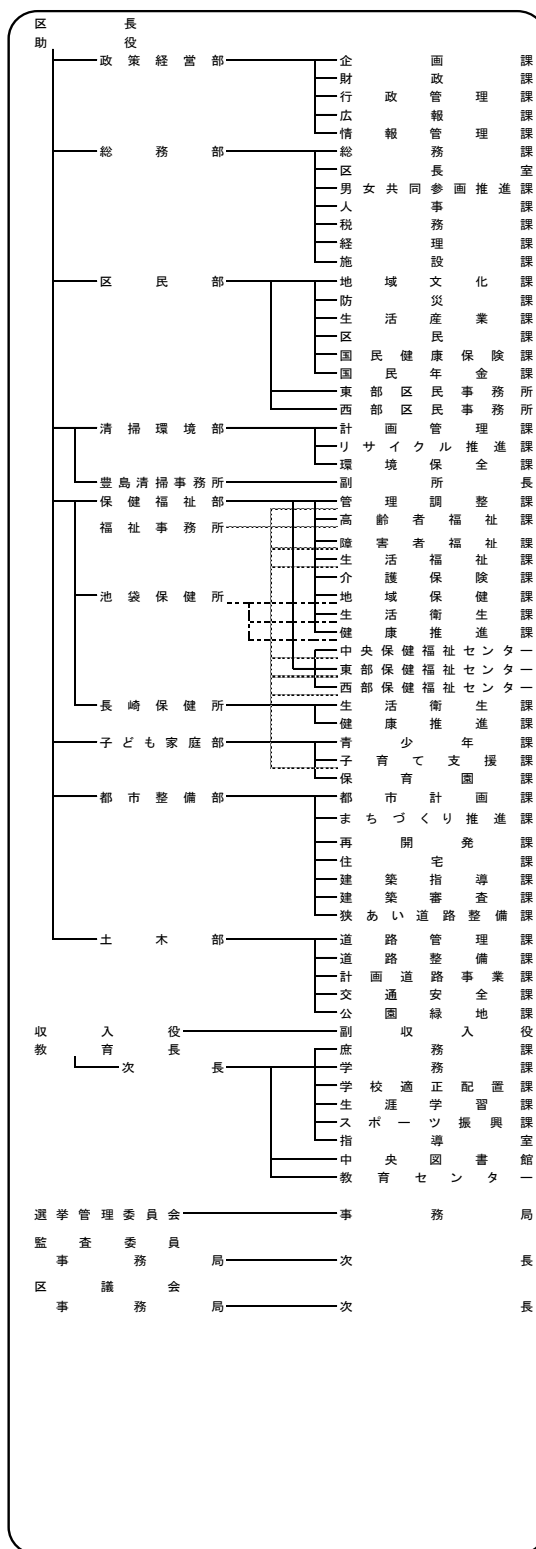 区長
助役
政策経営部 企画課
財政課
行政管理課
広報課
情報管理課
総務部 総務課
区長室
男女共同参画推進課
人事課
税務課
経理課
施設課
区民部 地域文化課
防災課
生活産業課
区民課
国民健康保険課
国民年金課
東部区民事務所
西部区民事務所
清掃環境部 計画管理課
リサイクル推進課
環境保全課
豊島清掃事務所 副所長
保健福祉部 管理調整課
福祉事務所 高齢者福祉課
障害者福祉課
生活福祉課
介護保険課
池袋保健所 地域保健課
生活衛生課
健康推進課
中央保健福祉センター
東部保健福祉センター
西部保健福祉センター
長崎保健所 生活衛生課
健康推進課
子ども家庭部 青少年課
子育て支援課
保育園課
都市整備部 都市計画課
まちづくり推進課
再開発課
住宅課
建築指導課
建築審査課
狭あい道路整備課
土木部 道路管理課
道路整備課
計画道路事業課
交通安全課
公園緑地課
収入役 副収入役
教育長 庶務課
次長 学務課
学校適正配置課
生涯学習課
スポーツ振興課
指導室
中央図書館
教育センター
選挙管理委員会 事務局
監査委員
事務局 次長
区議会
事務局 次長